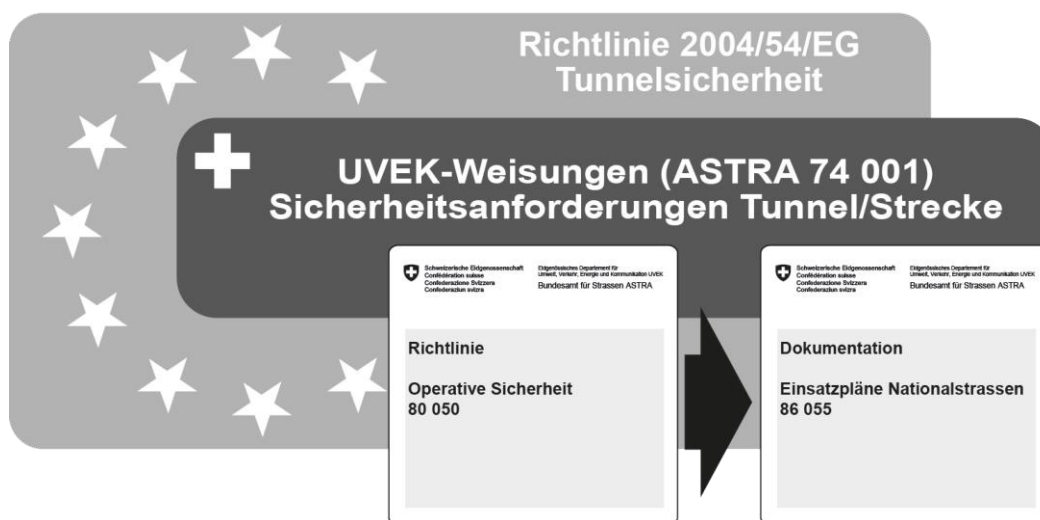 Richtlinie 2004/54/EG
Tunnelsicherheit
UVEK-Weisungen (ASTRA 74 001)
Sicherheitsanforderungen Tunnel/Strecke
Schweizerische Eidgenossenschaft
Confédération suisse
Confederazione Svizzera
Confederaziun svizra
Eidgenössisches Departement für
Umwelt, Verkehr, Energie und Kommunikation UVEK
Bundesamt für Strassen ASTRA
Richtlinie
Operative Sicherheit
80 050
Schweizerische Eidgenossenschaft
Confédération suisse
Confederazione Svizzera
Confederaziun svizra
Eidgenössisches Departement für
Umwelt, Verkehr, Energie und Kommunikation UVEK
Bundesamt für Strassen ASTRA
Dokumentation
Einsatzpläne Nationalstrassen
86 055